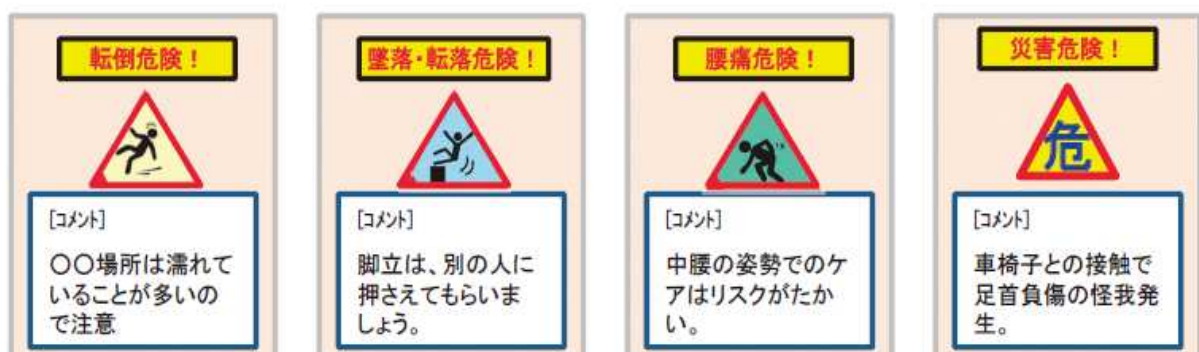 転倒危険！
[コメント]
〇〇場所は濡れて
いることが多いの
で注意
墜落・転落危険！
[コメント]
脚立は、別の人に
押さえてもらいま
しょう。
腰痛危険！
[コメント]
中腰の姿勢でのケ
アはリスクがたか
い。
災害危険！
危
[コメント]
車椅子との接触で
足首負傷の怪我発
生。